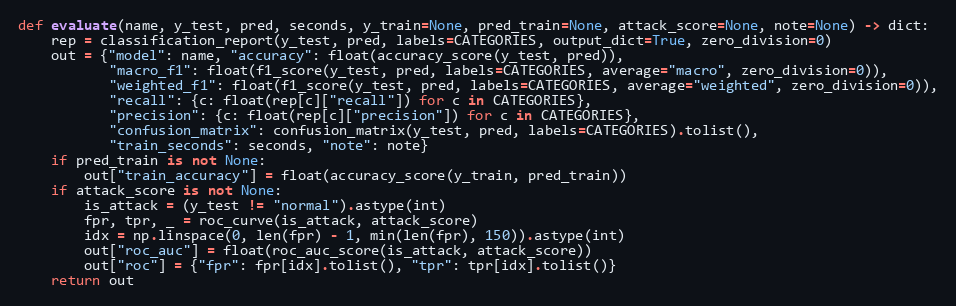 def evaluate(name, y_test, pred, seconds, y_train=None, pred_train=None, attack_score=None, note=None) -> dict:
    rep = classification_report(y_test, pred, labels=CATEGORIES, output_dict=True, zero_division=0)
    out = {"model": name, "accuracy": float(accuracy_score(y_test, pred)),
           "macro_f1": float(f1_score(y_test, pred, labels=CATEGORIES, average="macro", zero_division=0)),
           "weighted_f1": float(f1_score(y_test, pred, labels=CATEGORIES, average="weighted", zero_division=0)),
           "recall": {c: float(rep[c]["recall"]) for c in CATEGORIES},
           "precision": {c: float(rep[c]["precision"]) for c in CATEGORIES},
           "confusion_matrix": confusion_matrix(y_test, pred, labels=CATEGORIES).tolist(),
           "train_seconds": seconds, "note": note}
    if pred_train is not None:
        out["train_accuracy"] = float(accuracy_score(y_train, pred_train))
    if attack_score is not None:
        is_attack = (y_test != "normal").astype(int)
        fpr, tpr, _ = roc_curve(is_attack, attack_score)
        idx = np.linspace(0, len(fpr) - 1, min(len(fpr), 150)).astype(int)
        out["roc_auc"] = float(roc_auc_score(is_attack, attack_score))
        out["roc"] = {"fpr": fpr[idx].tolist(), "tpr": tpr[idx].tolist()}
    return out